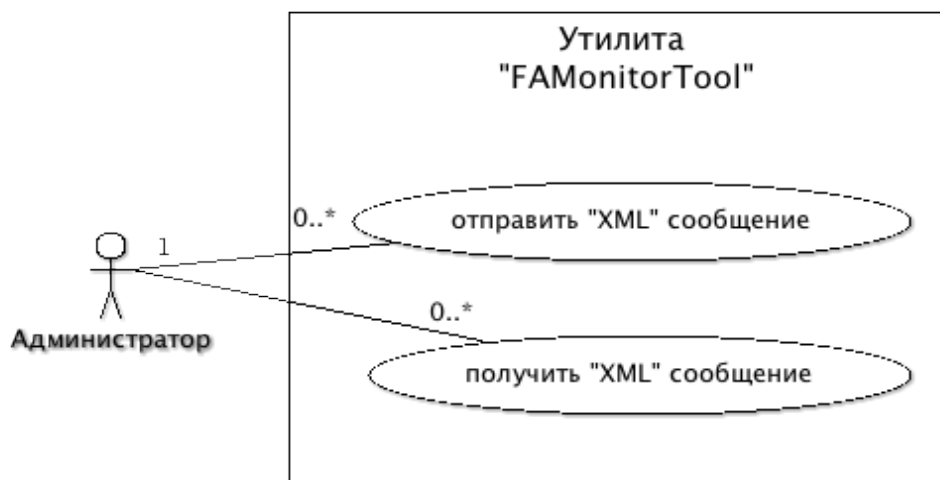 Утилита
"FAMonitorTool"
0..*
отправить "XML" сообщение
1
0..*
Администратор
получить "XML" сообщение